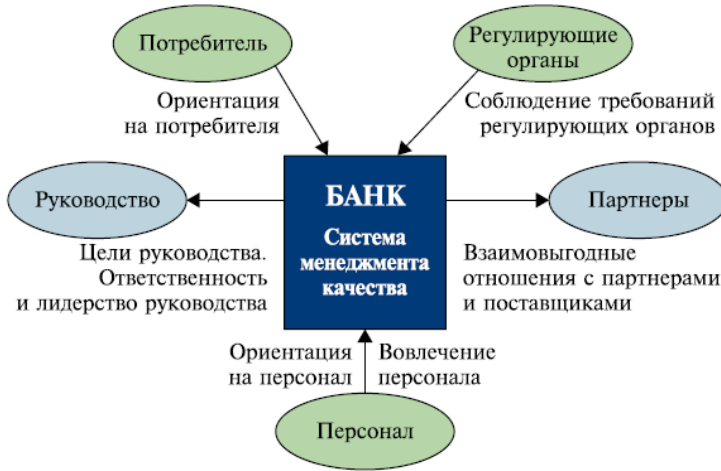 Потребитель
Регулирующие
органы
Ориентация
на потребителя
Соблюдение требований
регулирующих органов
Руководство
БАНК
Система
менеджмента
качества
Партнеры
Цели руководства.
Ответственность
и лидерство руководства
Взаимовыгодные
отношения с партнерами
и поставщиками
Ориентация
на персонал
Вовлечение
персонала
Персонал